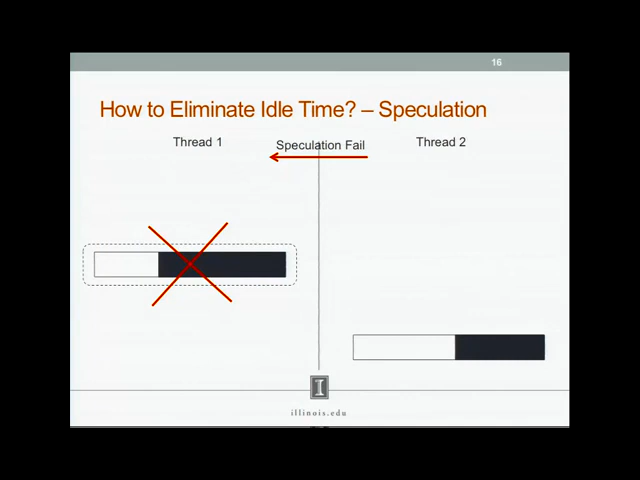 16
How to Eliminate Idle Time? – Speculation
Thread 1
Speculation Fail
Thread 2
I
illinois.edu